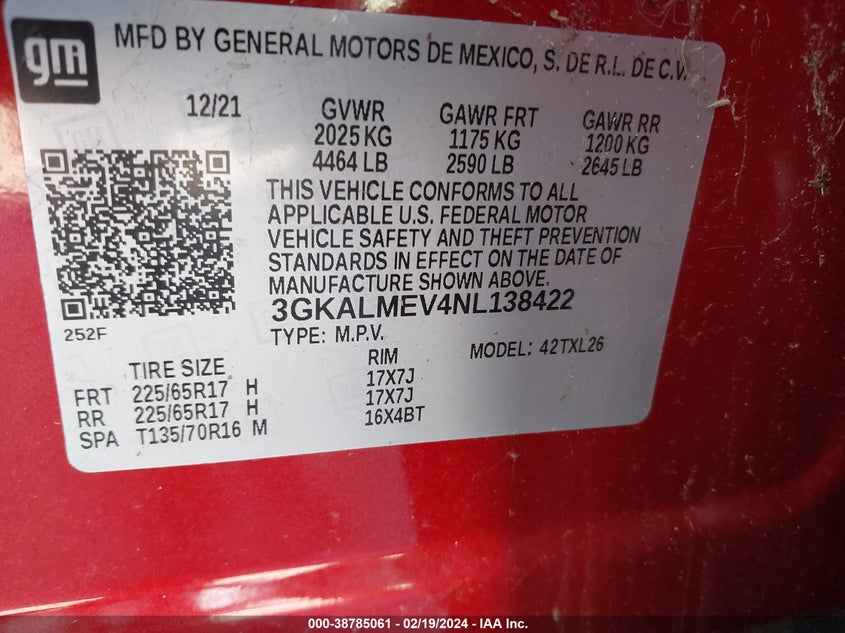 gm
MFD BY GENERAL MOTORS DE MEXICO, S. DE R.L. DE C.V.
12/21 GVWR GAWR FRT GAWR RR
2025 KG 1175 KG 1200 KG
4464 LB 2590 LB 2645 LB
THIS VEHICLE CONFORMS TO ALL
APPLICABLE U.S. FEDERAL MOTOR
VEHICLE SAFETY AND THEFT PREVENTION
STANDARDS IN EFFECT ON THE DATE OF
MANUFACTURE SHOWN ABOVE.
3GKALMEV4NL138422
252F
TYPE: M.P.V. MODEL: 42TXL26
TIRE SIZE RIM
FRT 225/65R17 H 17X7J
RR 225/65R17 H 17X7J
SPA T135/70R16 M 16X4BT
000-38785061 - 02/19/2024 - IAA Inc.